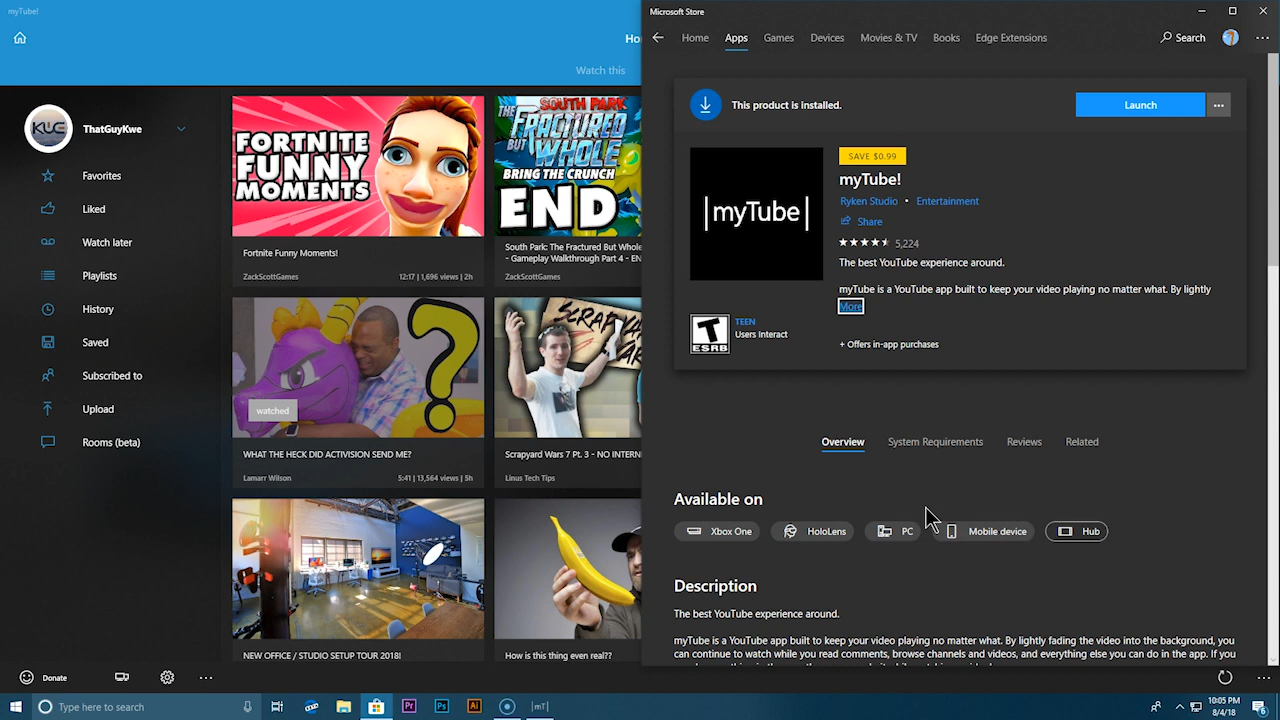 myTube!
Ho
Watch this
ThatGuyKwe
Favorites
Liked
Watch later
Playlists
History
Saved
Subscribed to
Upload
Rooms (beta)
Donate
FORTNITE
FUNNY
MOMENTS
Fortnite Funny Moments!
ZackScottGames
12:17 | 1,696 views | 2h
SOUTH PARK
THE
FRACTURED
BUT
WHOLE
BRING THE CRUNCH
END
South Park: The Fractured But Whole
- Gameplay Walkthrough Part 4 - EN
ZackScottGames
?
watched
WHAT THE HECK DID ACTIVISION SEND ME?
Lamarr Wilson
5:41 | 13,564 views | 5h
SCRAPYARD
WAR
Scrapyard Wars 7 Pt. 3 - NO INTERN
Linus Tech Tips
NEW OFFICE / STUDIO SETUP TOUR 2018!
How is this thing even real??
Microsoft Store
Home
Apps
Games
Devices
Movies & TV
Books
Edge Extensions
Search
This product is installed.
Launch
|myTube|
SAVE $0.99
myTube!
Ryken Studio • Entertainment
Share
5,224
The best YouTube experience around.
myTube is a YouTube app built to keep your video playing no matter what. By lightly
More
T
ESRB
TEEN
Users Interact
+ Offers in-app purchases
Overview
System Requirements
Reviews
Related
Available on
Xbox One
HoloLens
PC
Mobile device
Hub
Description
The best YouTube experience around.
myTube is a YouTube app built to keep your video playing no matter what. By lightly fading the video into the background, you
can continue to watch while you read comments, browse channels and videos, and everything else you can do in the app. If you
Type here to search
Pr
Ps
Ai
|mT|
10:05 PM
8/4/18